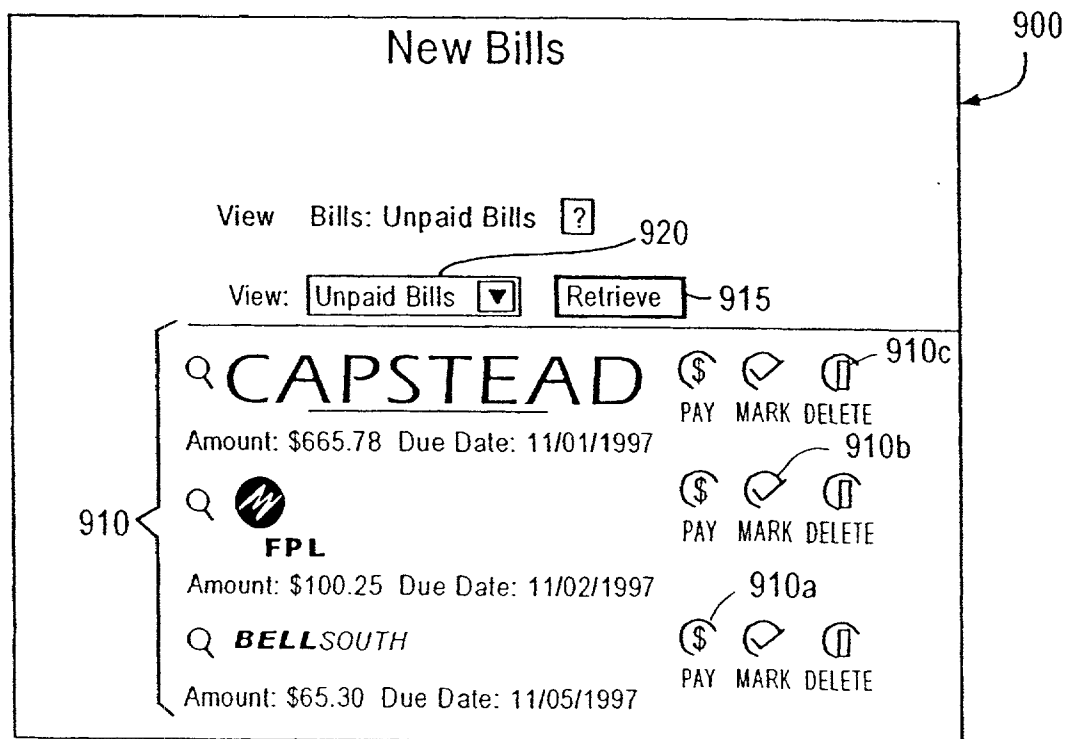 New Bills
900
View Bills: Unpaid Bills ?
920
View: Unpaid Bills Retrieve 915
CAPSTEAD
PAY MARK DELETE
910c
Amount: $665.78 Due Date: 11/01/1997
910b
910
FPL
PAY MARK DELETE
Amount: $100.25 Due Date: 11/02/1997
910a
BELLSOUTH
PAY MARK DELETE
Amount: $65.30 Due Date: 11/05/1997